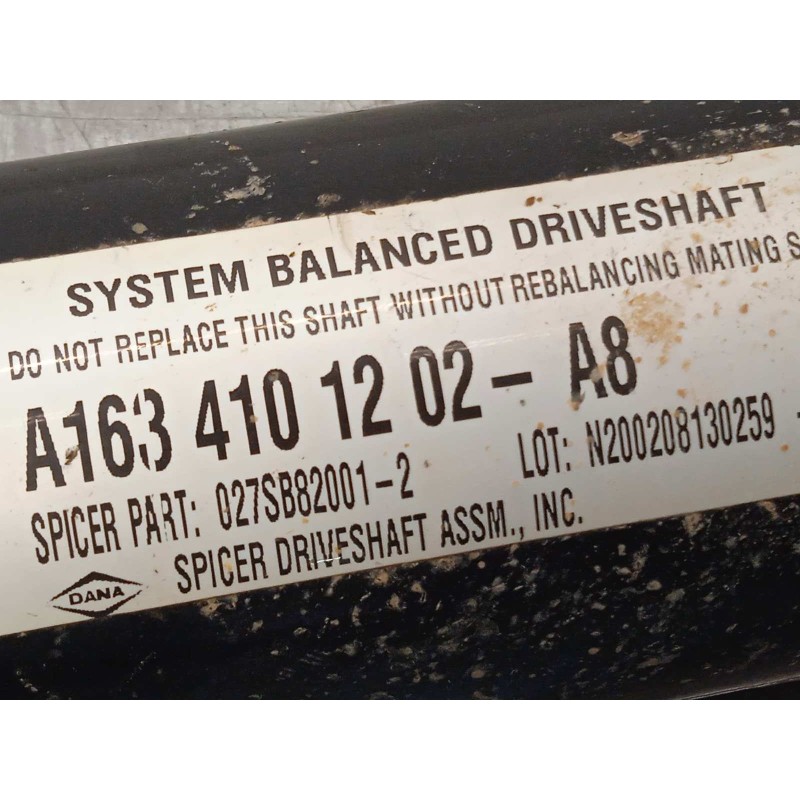 SYSTEM BALANCED DRIVESHAFT
DO NOT REPLACE THIS SHAFT WITHOUT REBALANCING MATING S
A163 410 12 02- A8
SPICER PART: 027SB82001-2 LOT: N200208130259 -
SPICER DRIVESHAFT ASSM., INC.
DANA